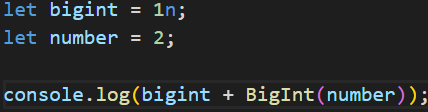 let bigint = 1n;
let number = 2;
console.log(bigint + BigInt(number));